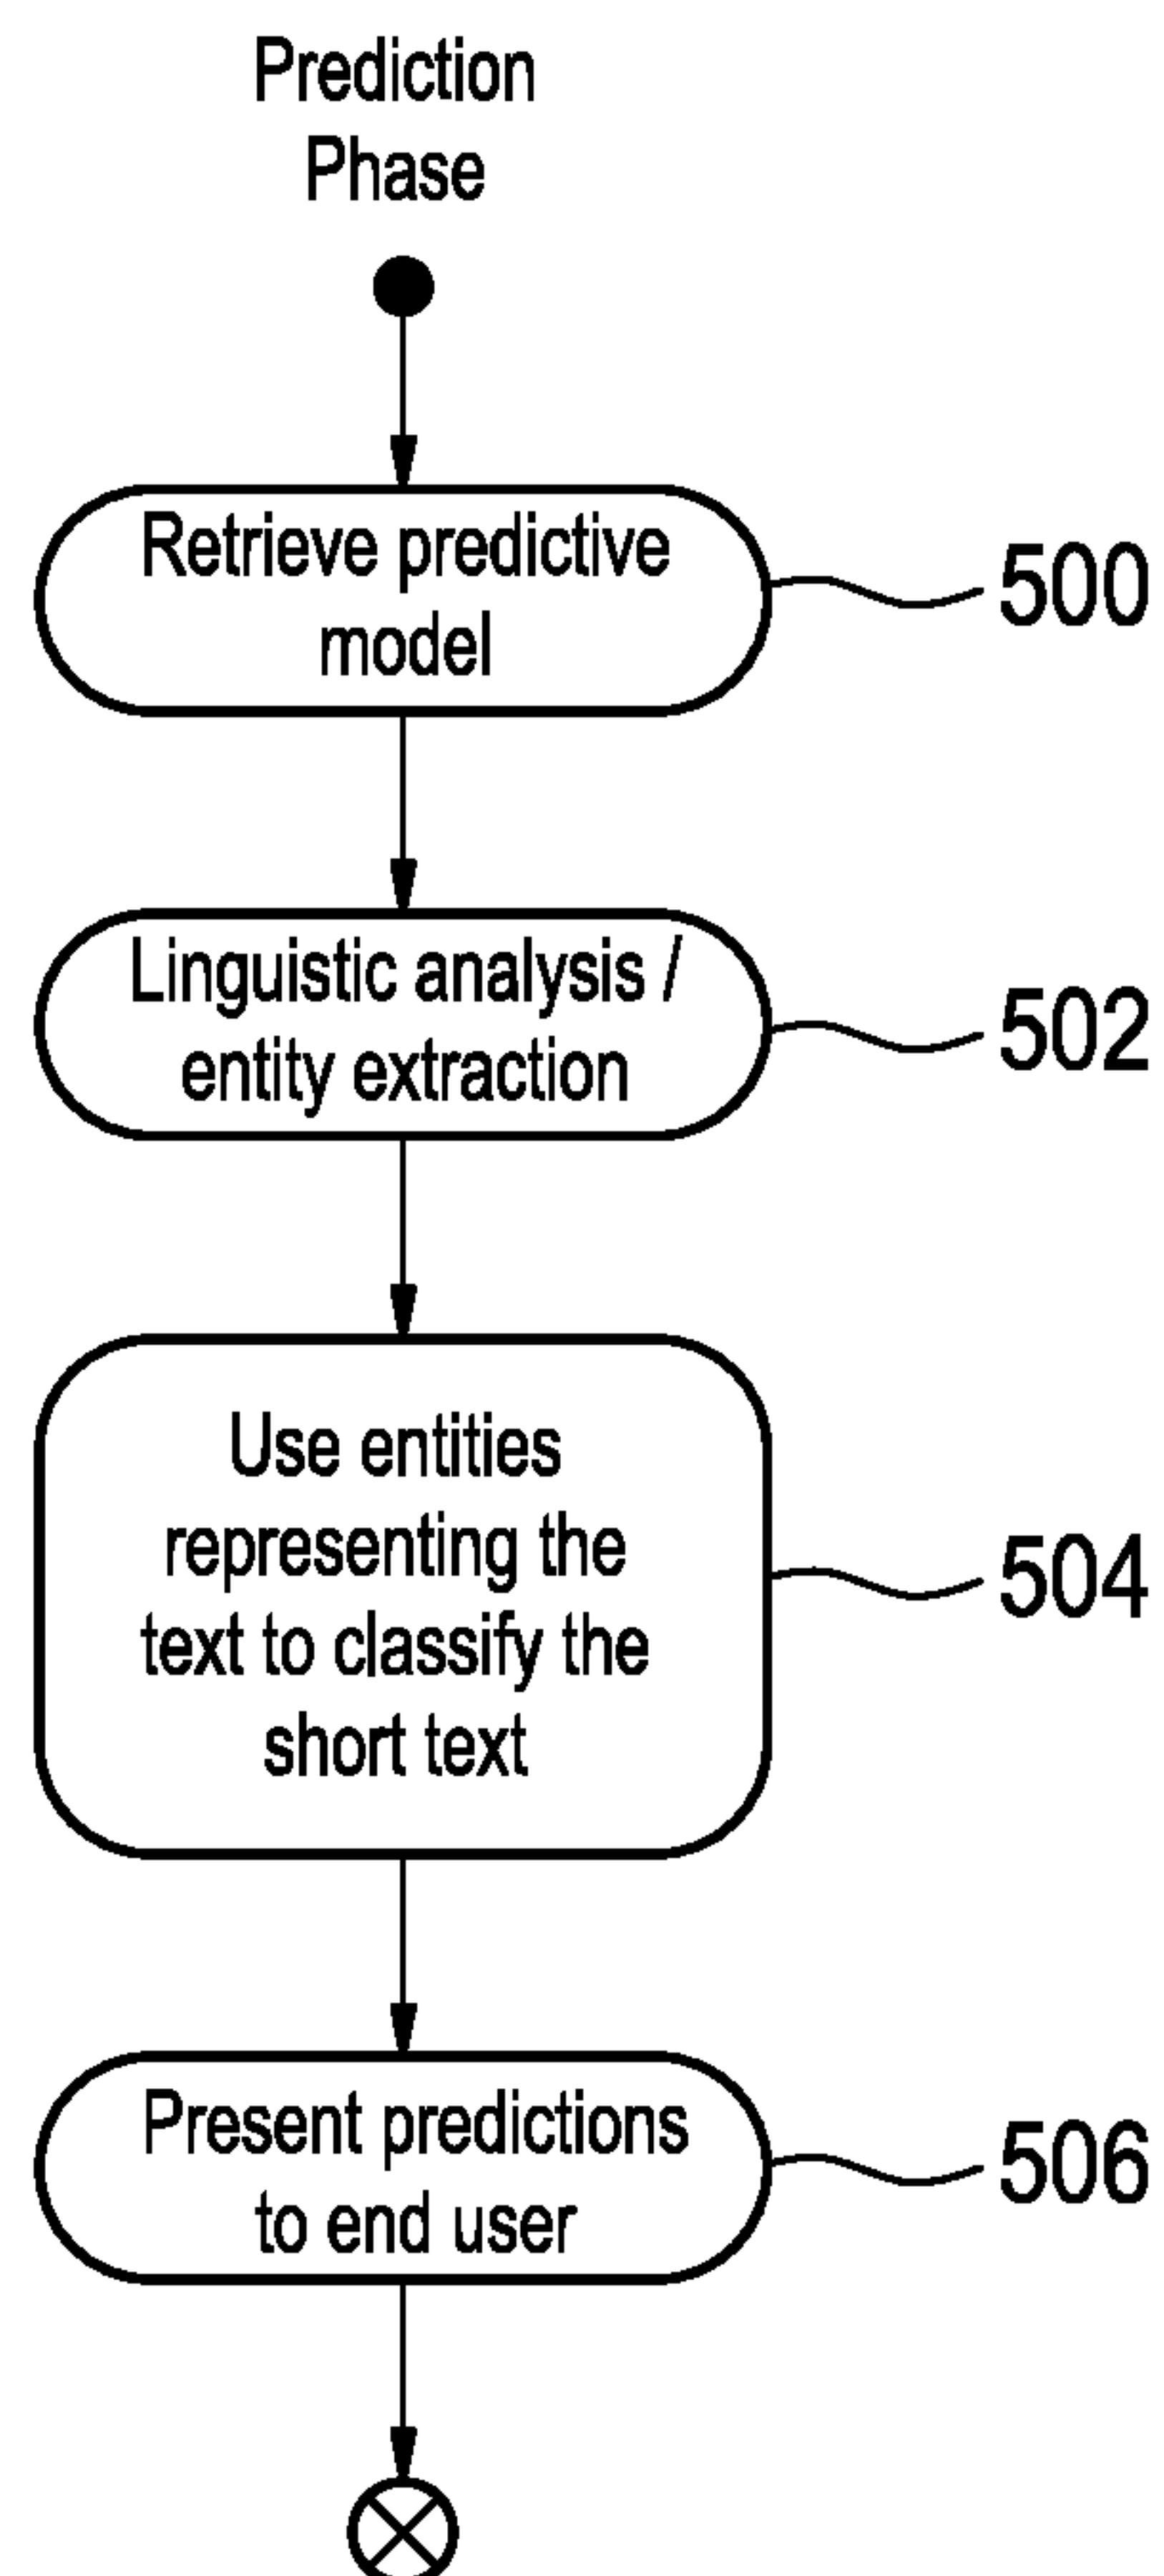 Prediction
Phase
Retrieve predictive
model
500
Linguistic analysis /
entity extraction
502
Use entities
representing the
text to classify the
short text
504
Present predictions
to end user
506